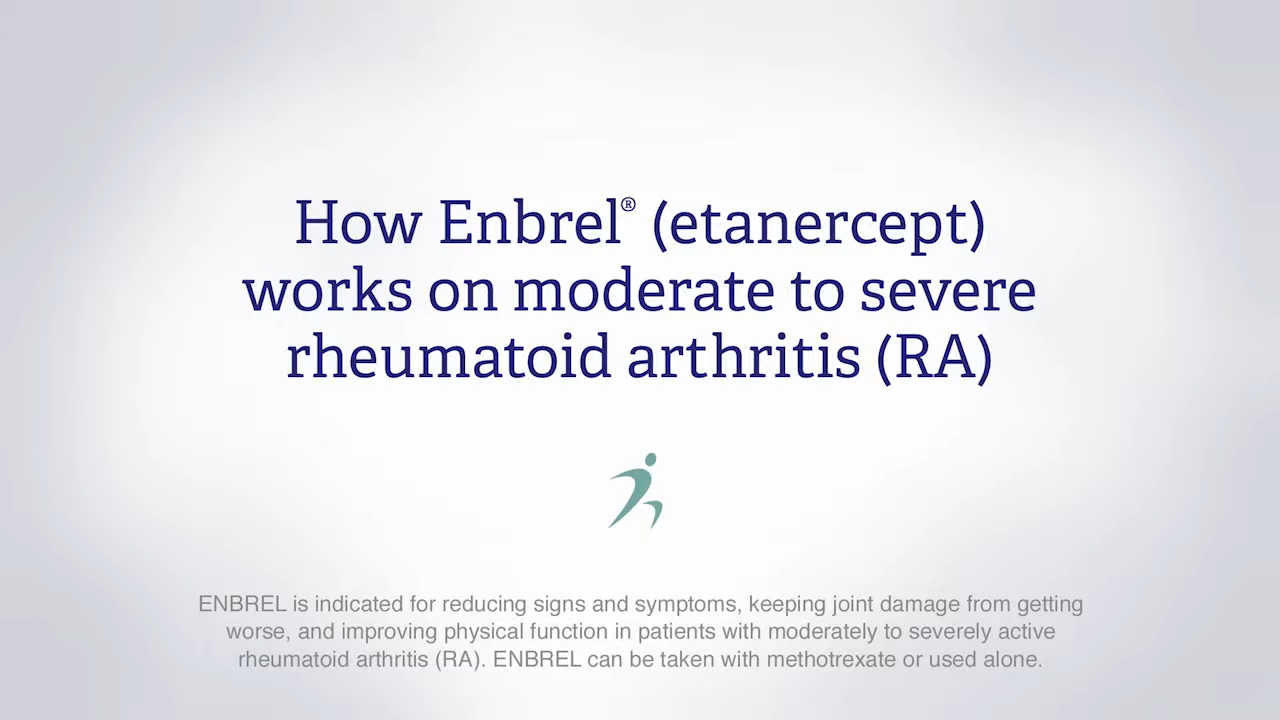 How Enbrel® (etanercept)
works on moderate to severe
rheumatoid arthritis (RA)
ENBREL is indicated for reducing signs and symptoms, keeping joint damage from getting
worse, and improving physical function in patients with moderately to severely active
rheumatoid arthritis (RA). ENBREL can be taken with methotrexate or used alone.